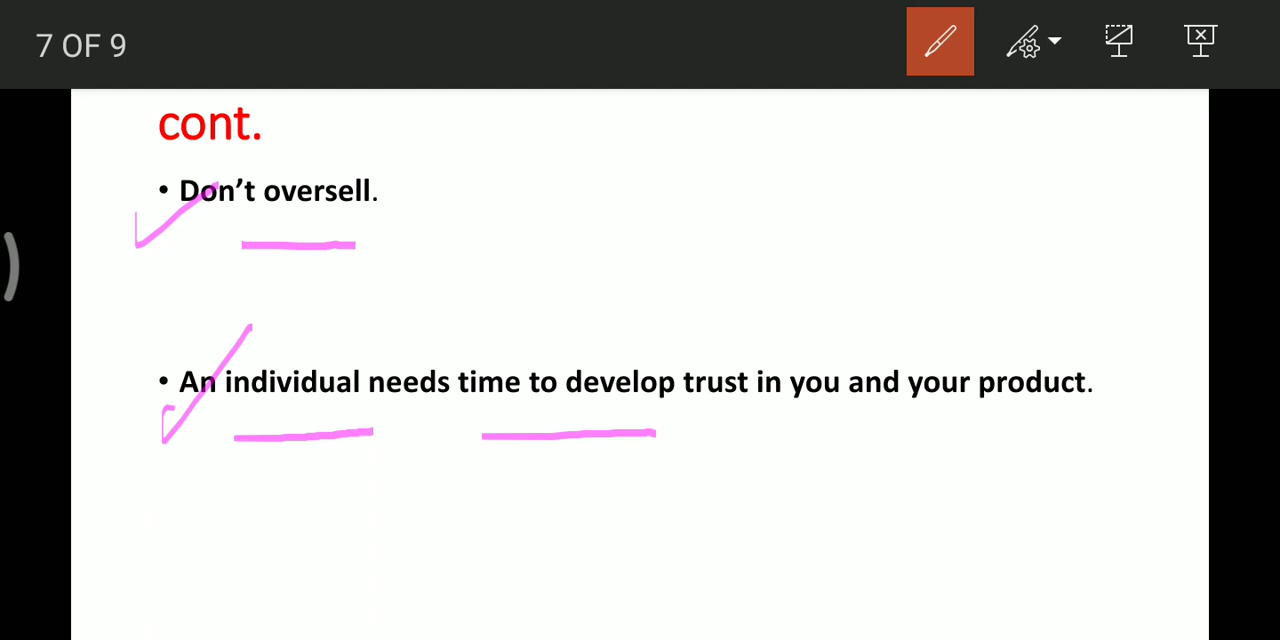 7 OF 9
cont.
• Don’t oversell.
• An individual needs time to develop trust in you and your product.